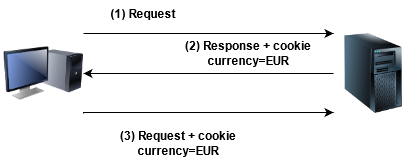 (1) Request
(2) Response + cookie
currency=EUR
(3) Request + cookie
currency=EUR